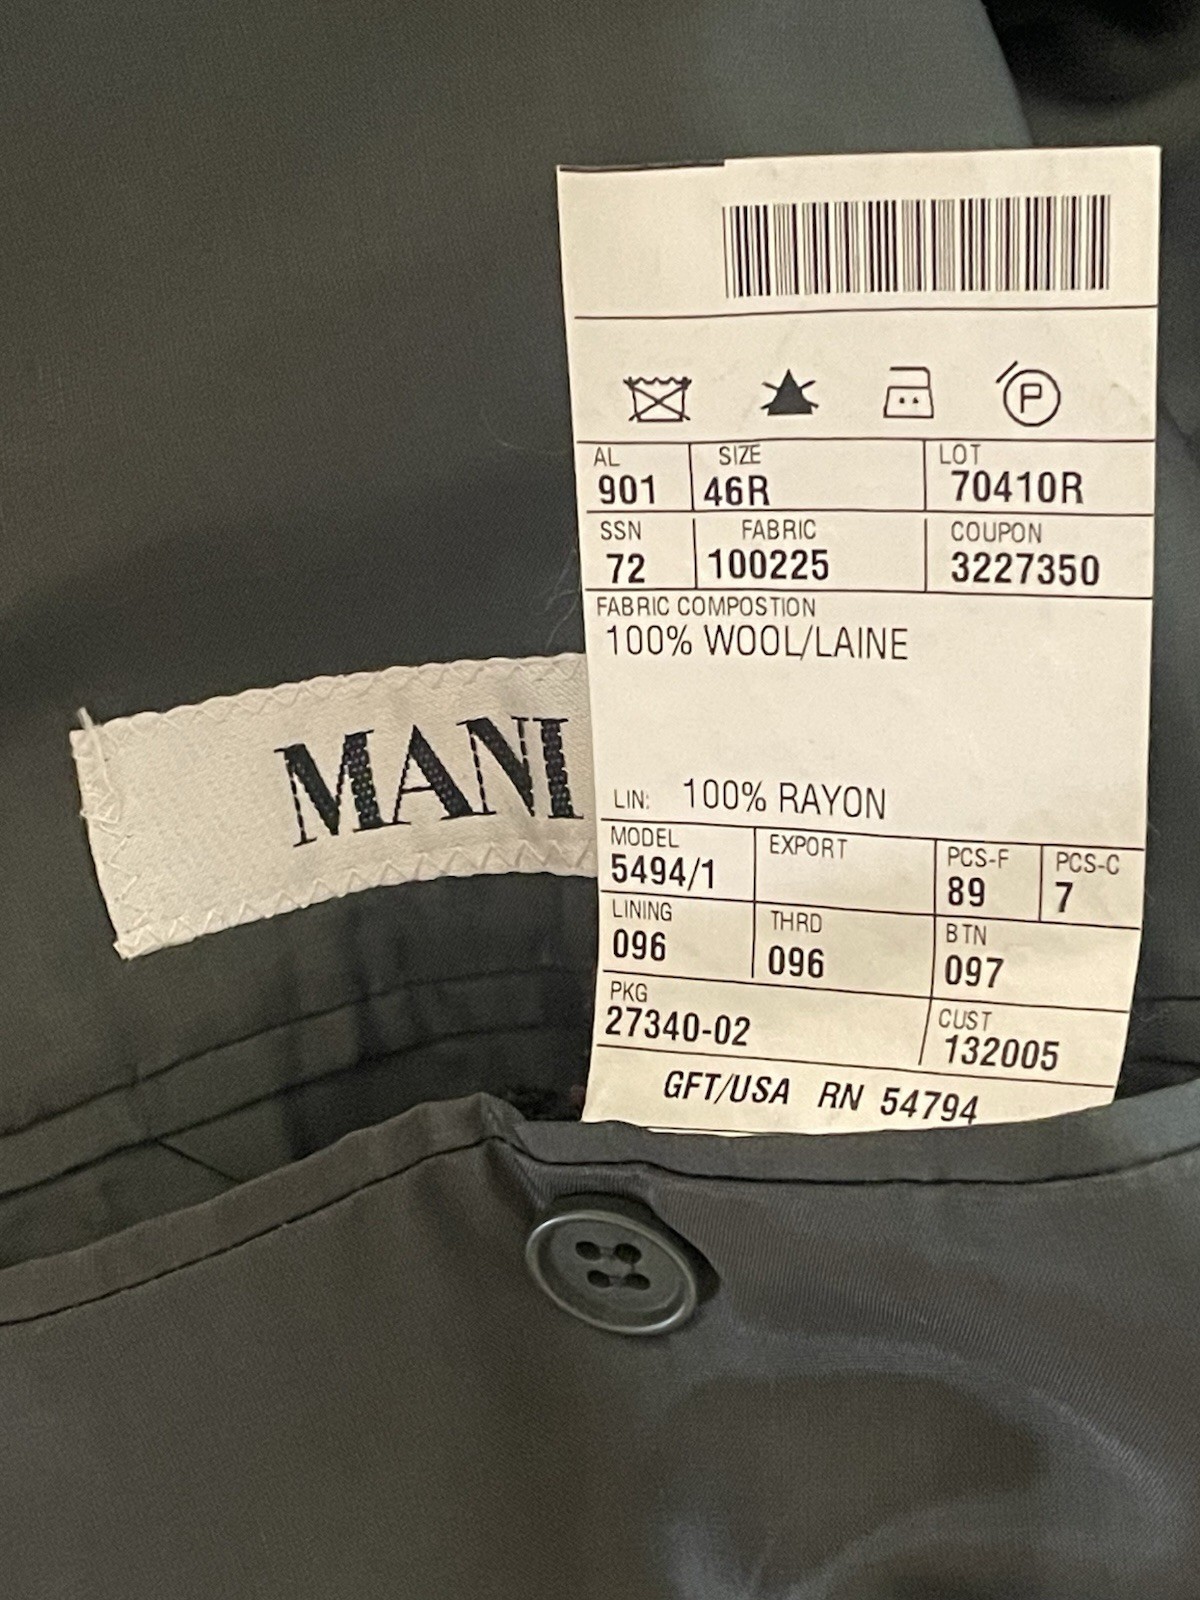 P
AL SIZE LOT
901 46R 70410R
SSN FABRIC COUPON
72 100225 3227350
FABRIC COMPOSTION
100% WOOL/LAINE
MANI
LIN: 100% RAYON
MODEL EXPORT PCS-F PCS-C
5494/1 89 7
LINING THRD BTN
096 096 097
PKG CUST
27340-02 132005
GFT/USA RN 54794